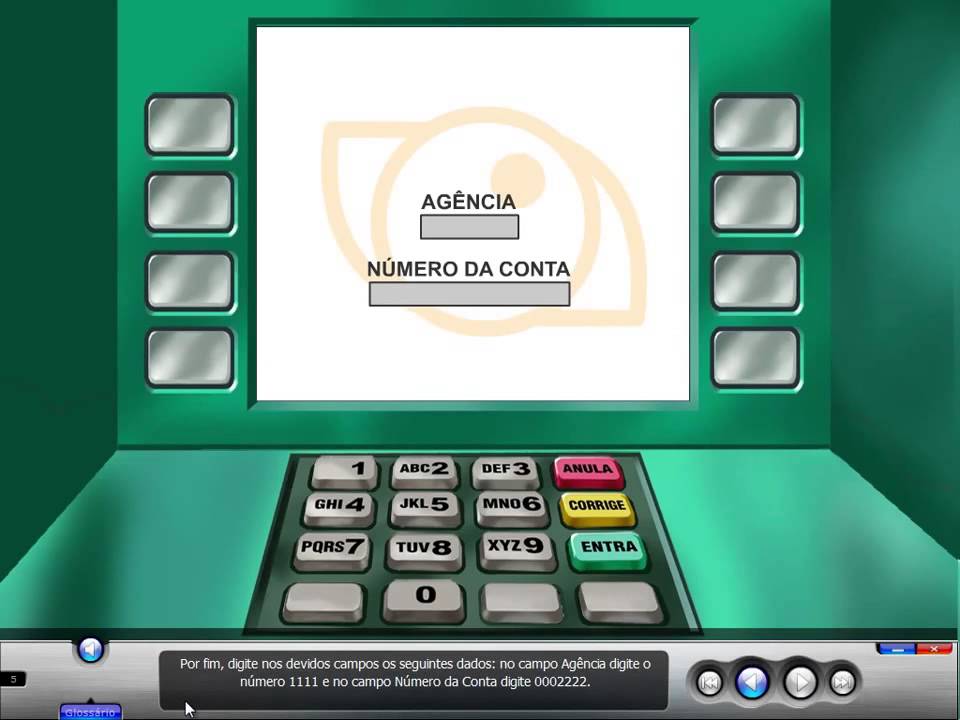 AGÊNCIA
NÚMERO DA CONTA
1 ABC2 DEF3 ANULA
GHI4 JKL5 MNO6 CORRIGE
PQRS7 TUV8 XYZ9 ENTRA
0
Por fim, digite nos devidos campos os seguintes dados: no campo Agência digite o
número 1111 e no campo Número da Conta digite 0002222.
5
Glossário